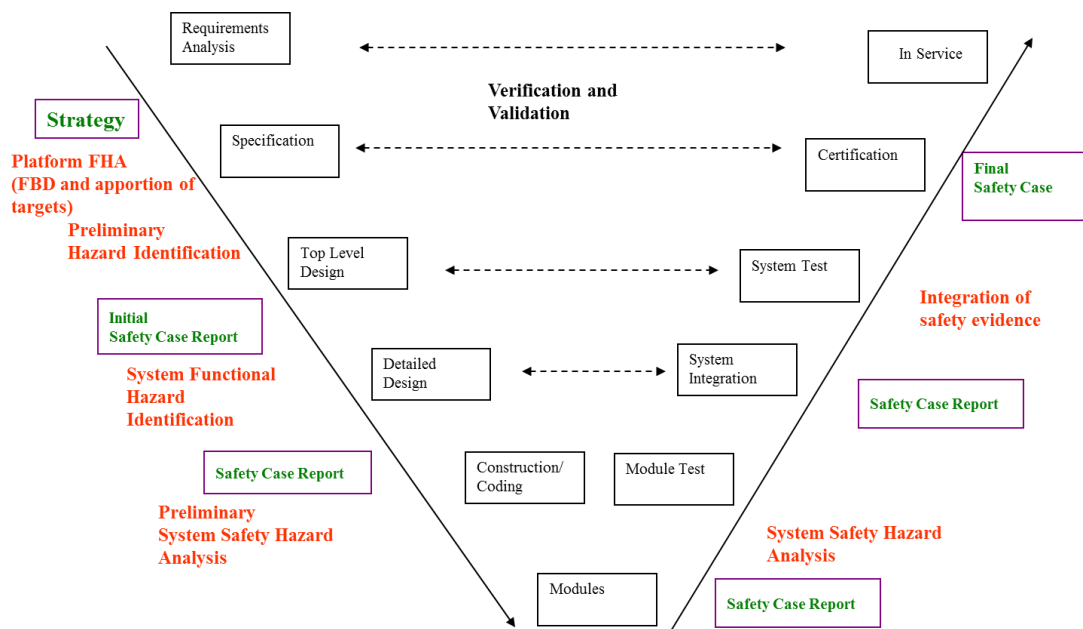 Requirements
Analysis
In Service
Verification and
Validation
Strategy
Specification
Certification
Platform FHA
(FBD and apportion of
targets)
Final
Safety Case
Preliminary
Hazard Identification
Top Level
Design
System Test
Initial
Safety Case Report
Integration of
safety evidence
Detailed
Design
System
Integration
System Functional
Hazard
Identification
Safety Case Report
Safety Case Report
Construction/
Coding
Module Test
Preliminary
System Safety Hazard
Analysis
System Safety Hazard
Analysis
Modules
Safety Case Report